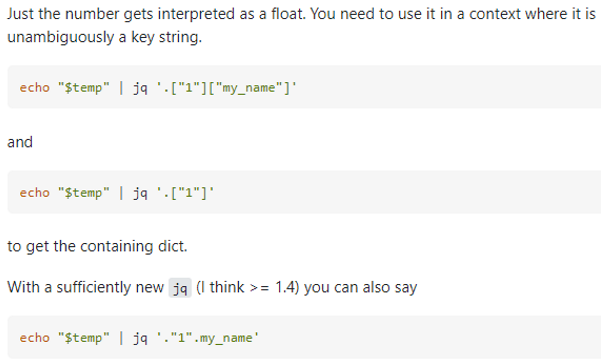 Just the number gets interpreted as a float. You need to use it in a context where it is
unambiguously a key string.
echo "$temp" | jq '.["1"]["my_name"]'
and
echo "$temp" | jq '.["1"]'
to get the containing dict.
With a sufficiently new jq (I think >= 1.4) you can also say
echo "$temp" | jq '."1".my_name'